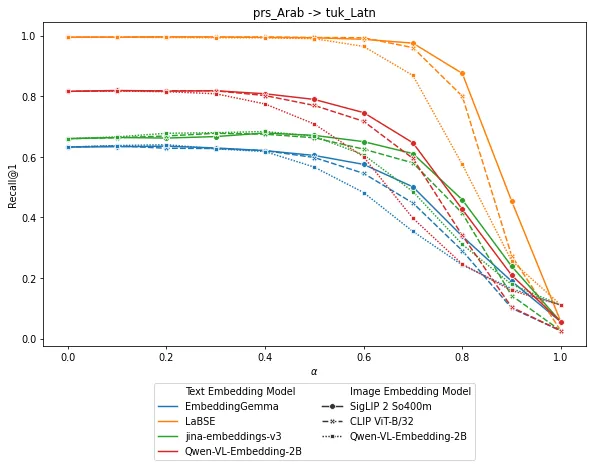 prs_Arab -> tuk_Latn
1.0
0.8
0.6
0.4
0.2
0.0
Recall@1
0.0 0.2 0.4 0.6 0.8 1.0
α
Text Embedding Model Image Embedding Model
EmbeddingGemma SigLIP 2 So400m
LaBSE CLIP ViT-B/32
jina-embeddings-v3 Qwen-VL-Embedding-2B
Qwen-VL-Embedding-2B